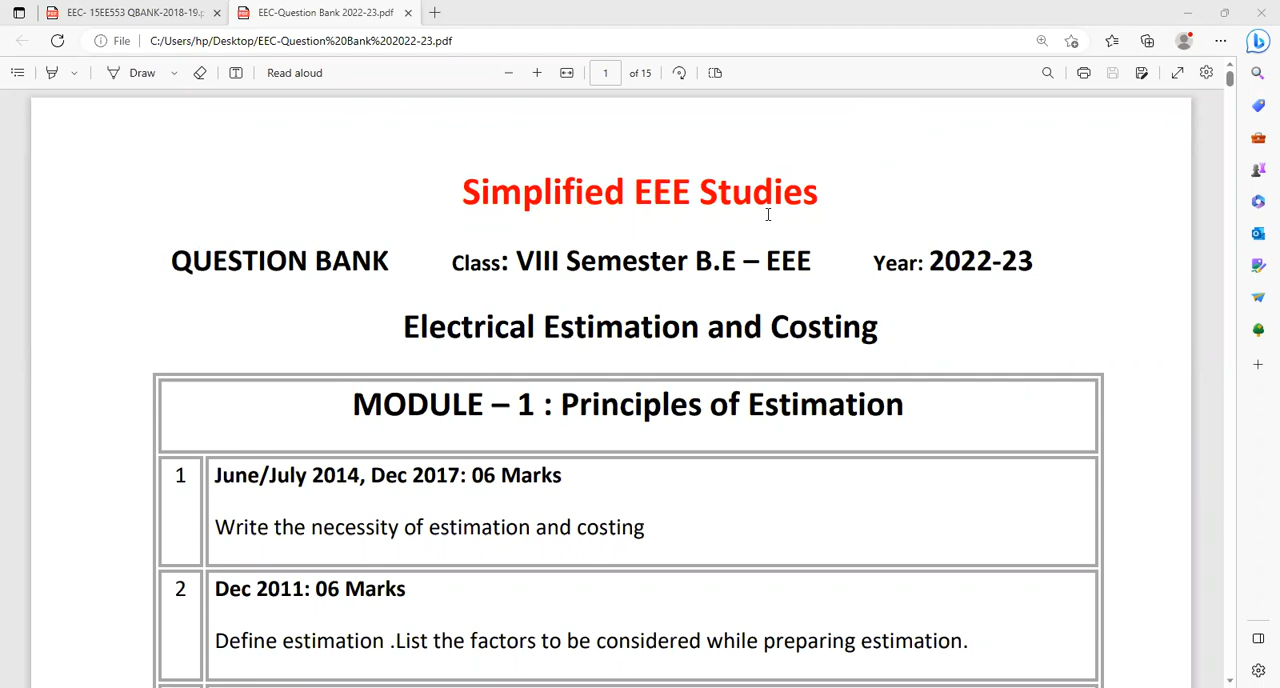 EEC- 15EE553 QBANK-2018-19.p
EEC-Question Bank 2022-23.pdf
File C:/Users/hp/Desktop/EEC-Question%20Bank%202022-23.pdf
Draw Read aloud 1 of 15
Simplified EEE Studies
QUESTION BANK Class: VIII Semester B.E – EEE Year: 2022-23
Electrical Estimation and Costing
MODULE – 1 : Principles of Estimation
1 June/July 2014, Dec 2017: 06 Marks
Write the necessity of estimation and costing
2 Dec 2011: 06 Marks
Define estimation .List the factors to be considered while preparing estimation.